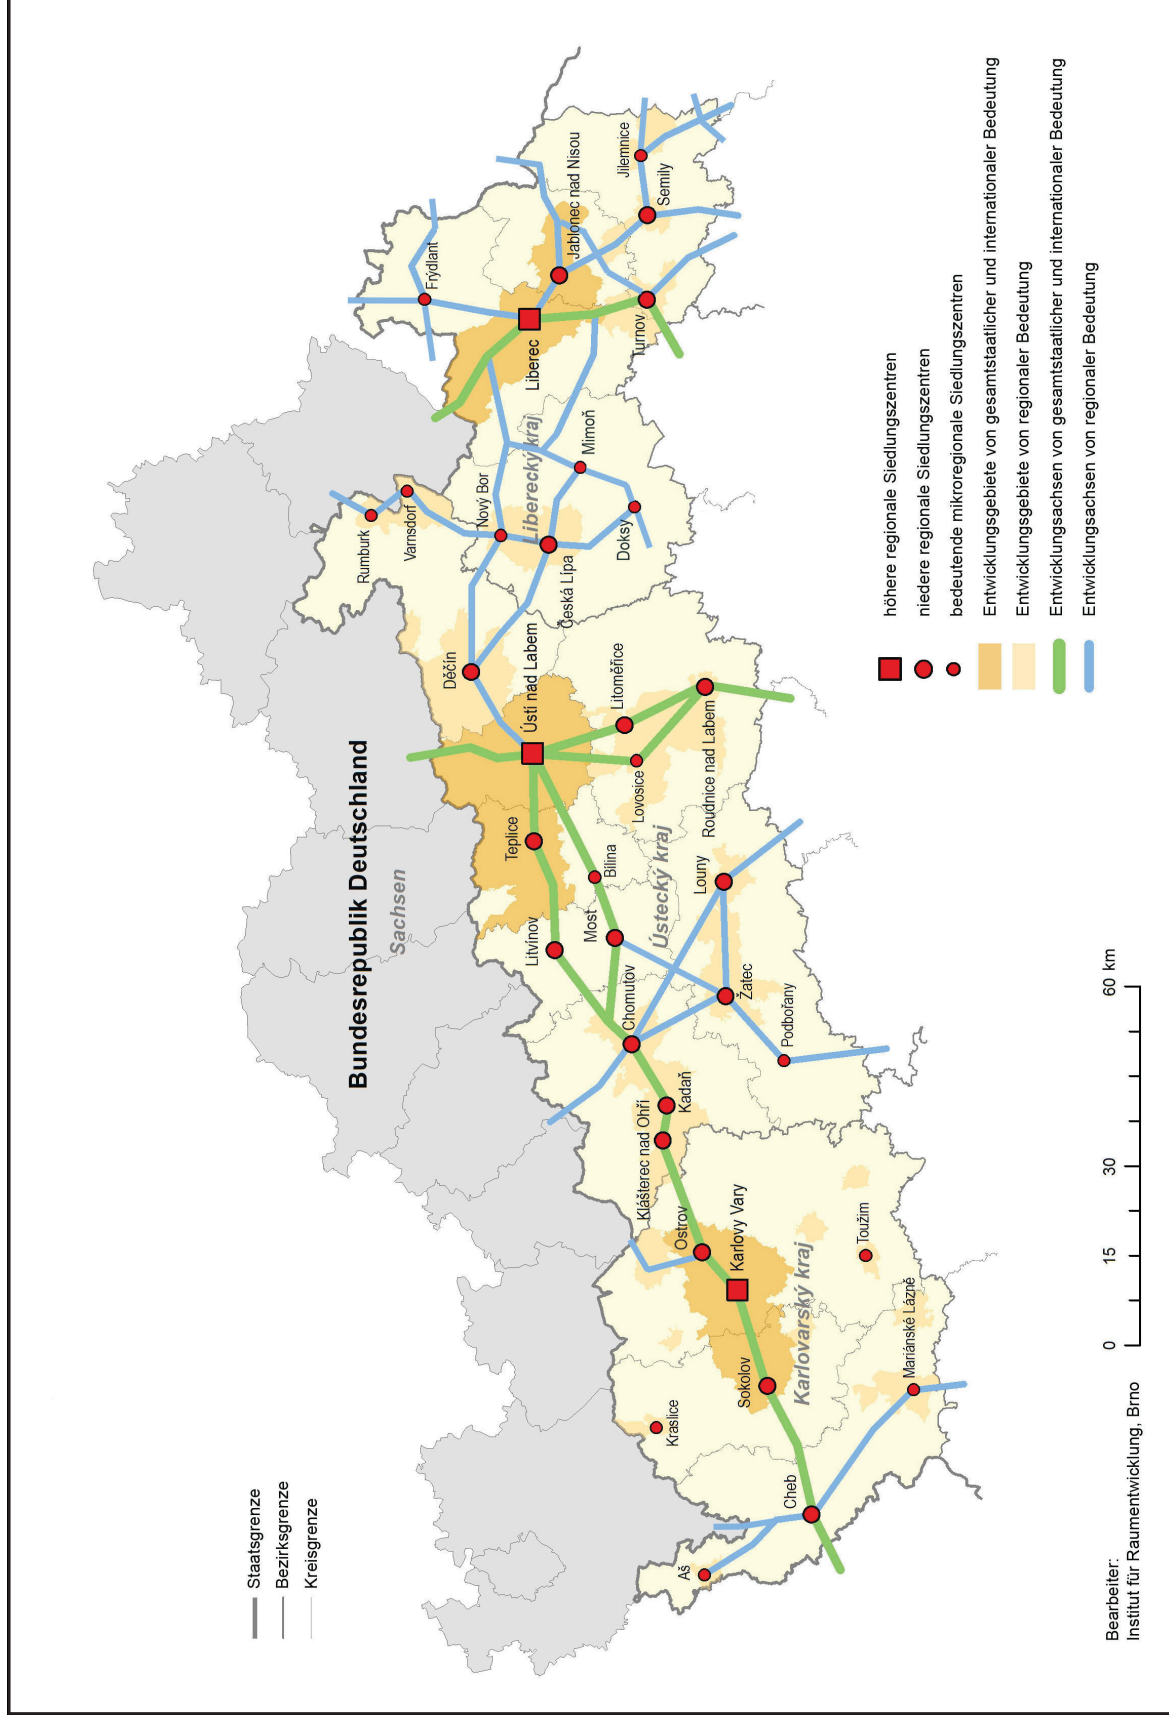 Staatsgrenze
Bezirksgrenze
Kreisgrenze
Bundesrepublik Deutschland
Sachsen
Rumburk
Varnsdorf
Frýdlant
Děčín
Nový Bor
Liberecký kraj
Liberec
Jablonec nad Nisou
Jilemnice
Semily
Turnov
Mimoň
Česká Lípa
Doksy
Ústí nad Labem
Teplice
Litvínov
Most
Bílina
Litoměřice
Lovosice
Roudnice nad Labem
Ústecký kraj
Louny
Žatec
Chomutov
Podbořany
Kadaň
Klášterec nad Ohří
Ostrov
Karlovy Vary
Karlovarský kraj
Toužim
Mariánské Lázně
Sokolov
Kraslice
Cheb
Aš
höhere regionale Siedlungszentren
niedere regionale Siedlungszentren
bedeutende mikroregionale Siedlungszentren
Entwicklungsgebiete von gesamtstaatlicher und internationaler Bedeutung
Entwicklungsgebiete von regionaler Bedeutung
Entwicklungsachsen von gesamtstaatlicher und internationaler Bedeutung
Entwicklungsachsen von regionaler Bedeutung
0 15 30 60 km
Bearbeiter:
Institut für Raumentwicklung, Brno